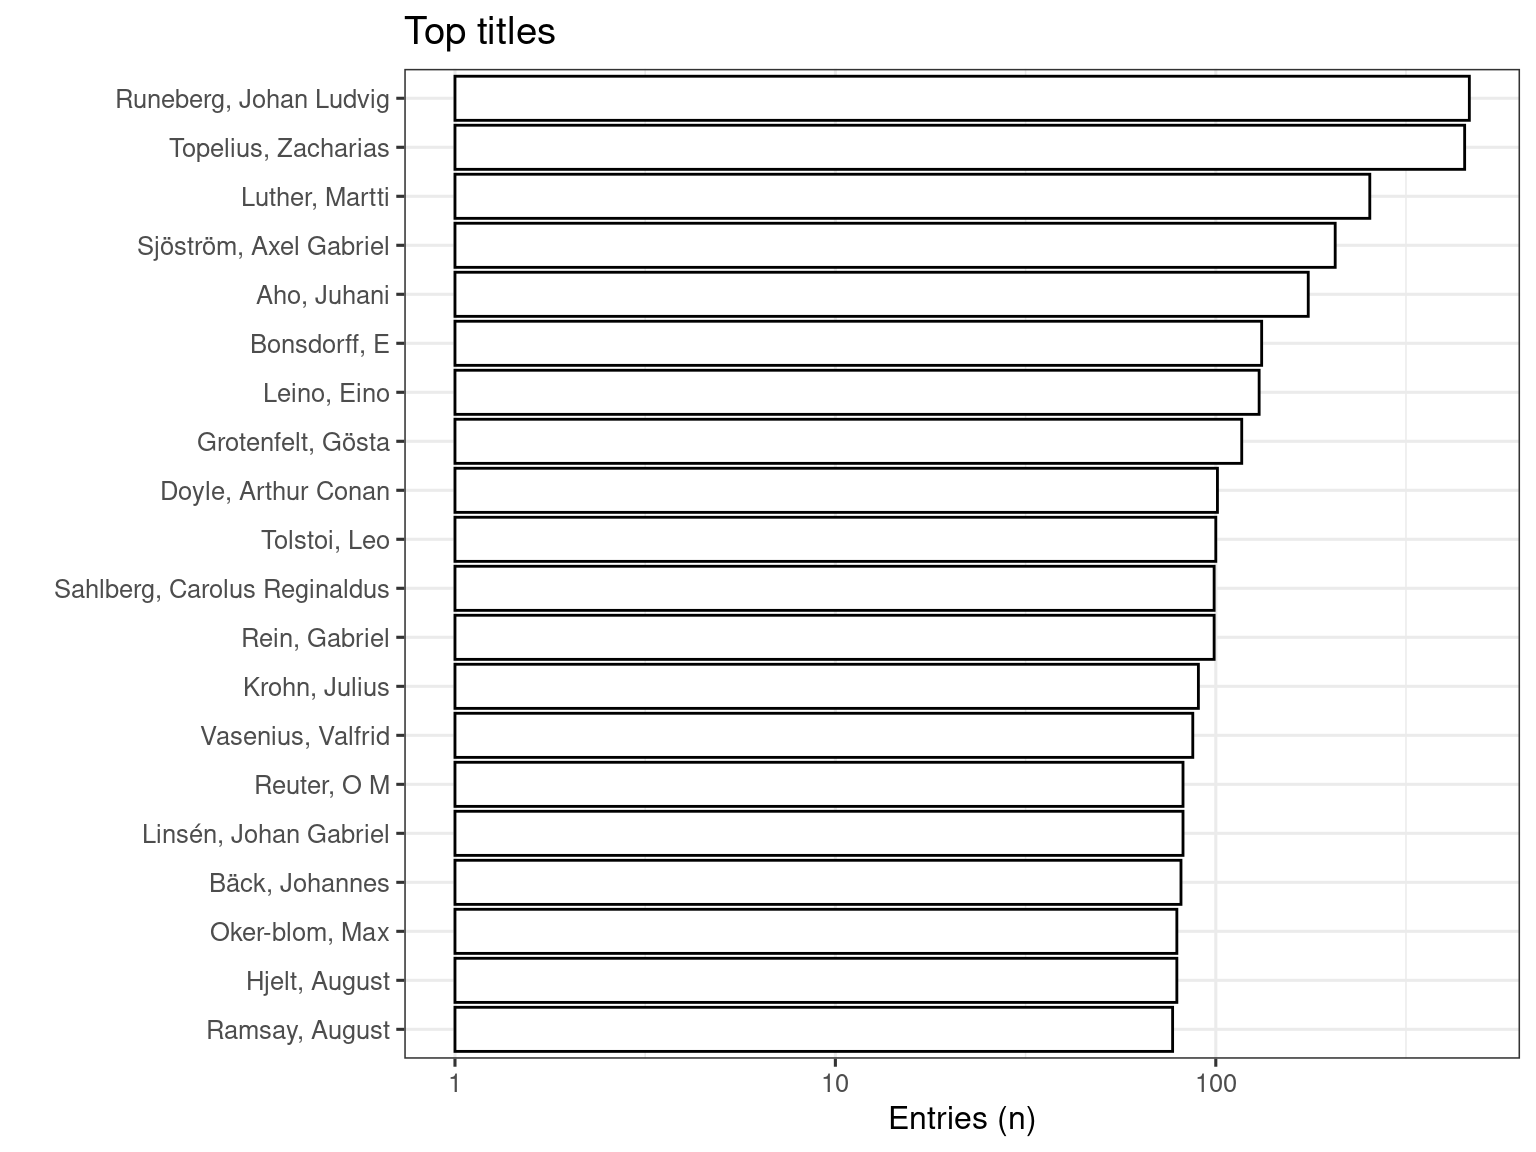 Top titles
Runeberg, Johan Ludvig
Topelius, Zacharias
Luther, Martti
Sjöström, Axel Gabriel
Aho, Juhani
Bonsdorff, E
Leino, Eino
Grotenfelt, Gösta
Doyle, Arthur Conan
Tolstoi, Leo
Sahlberg, Carolus Reginaldus
Rein, Gabriel
Krohn, Julius
Vasenius, Valfrid
Reuter, O M
Linsén, Johan Gabriel
Bäck, Johannes
Oker-blom, Max
Hjelt, August
Ramsay, August
1 10 100
Entries (n)